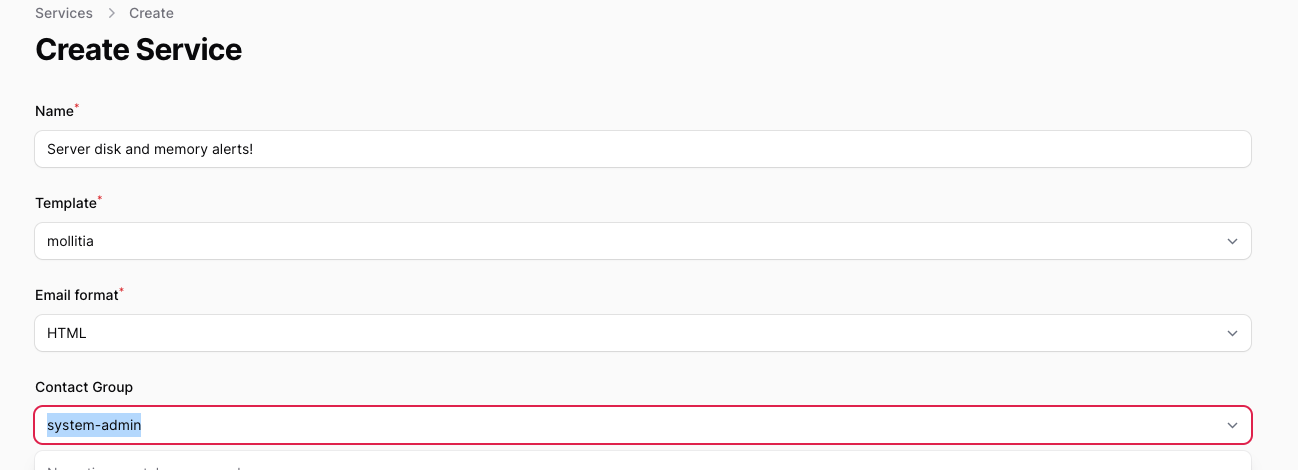 Services > Create
Create Service
Name*
Server disk and memory alerts!
Template*
mollitia
Email format*
HTML
Contact Group
system-admin